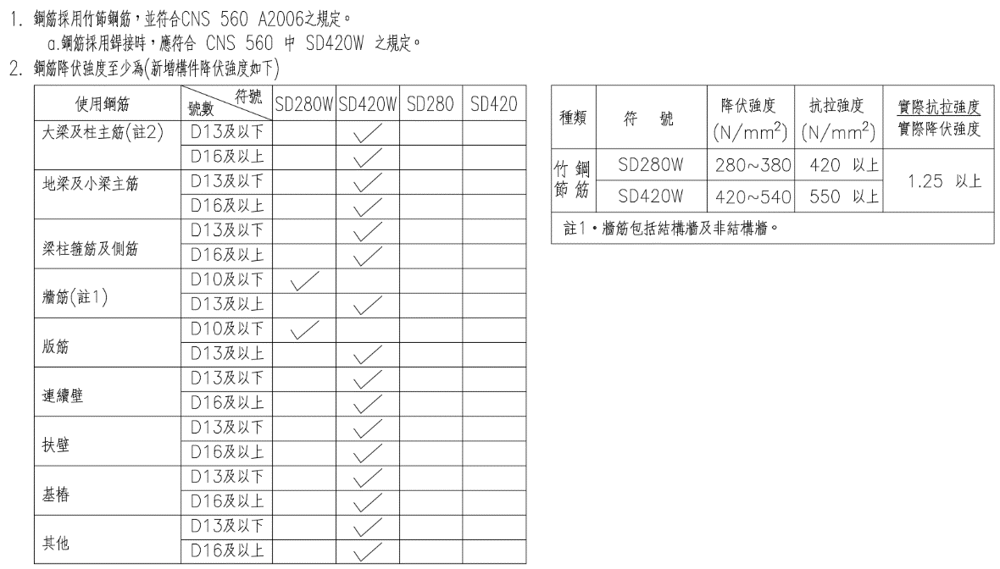 1. 鋼筋採用竹節鋼筋，並符合CNS 560 A2006之規定。
a.鋼筋採用銲接時，應符合 CNS 560 中 SD420W 之規定。
2. 鋼筋降伏強度至少為(新增構件降伏強度如下)
使用鋼筋 號數 符號 SD280W SD420W SD280 SD420
大梁及柱主筋(註2) D13及以下 ✓
D16及以上 ✓
地梁及小梁主筋 D13及以下 ✓
D16及以上 ✓
梁柱箍筋及側筋 D13及以下 ✓
D16及以上 ✓
牆筋(註1) D10及以下 ✓
D13及以上 ✓
版筋 D10及以下 ✓
D13及以上 ✓
連續壁 D13及以下 ✓
D16及以上 ✓
扶壁 D13及以下 ✓
D16及以上 ✓
基樁 D13及以下 ✓
D16及以上 ✓
其他 D13及以下 ✓
D16及以上 ✓
種類 符 號 降伏強度 (N/mm²) 抗拉強度 (N/mm²) 實際抗拉強度 實際降伏強度
竹節 鋼筋 SD280W 280~380 420 以上 1.25 以上
SD420W 420~540 550 以上
註1・牆筋包括結構牆及非結構牆。